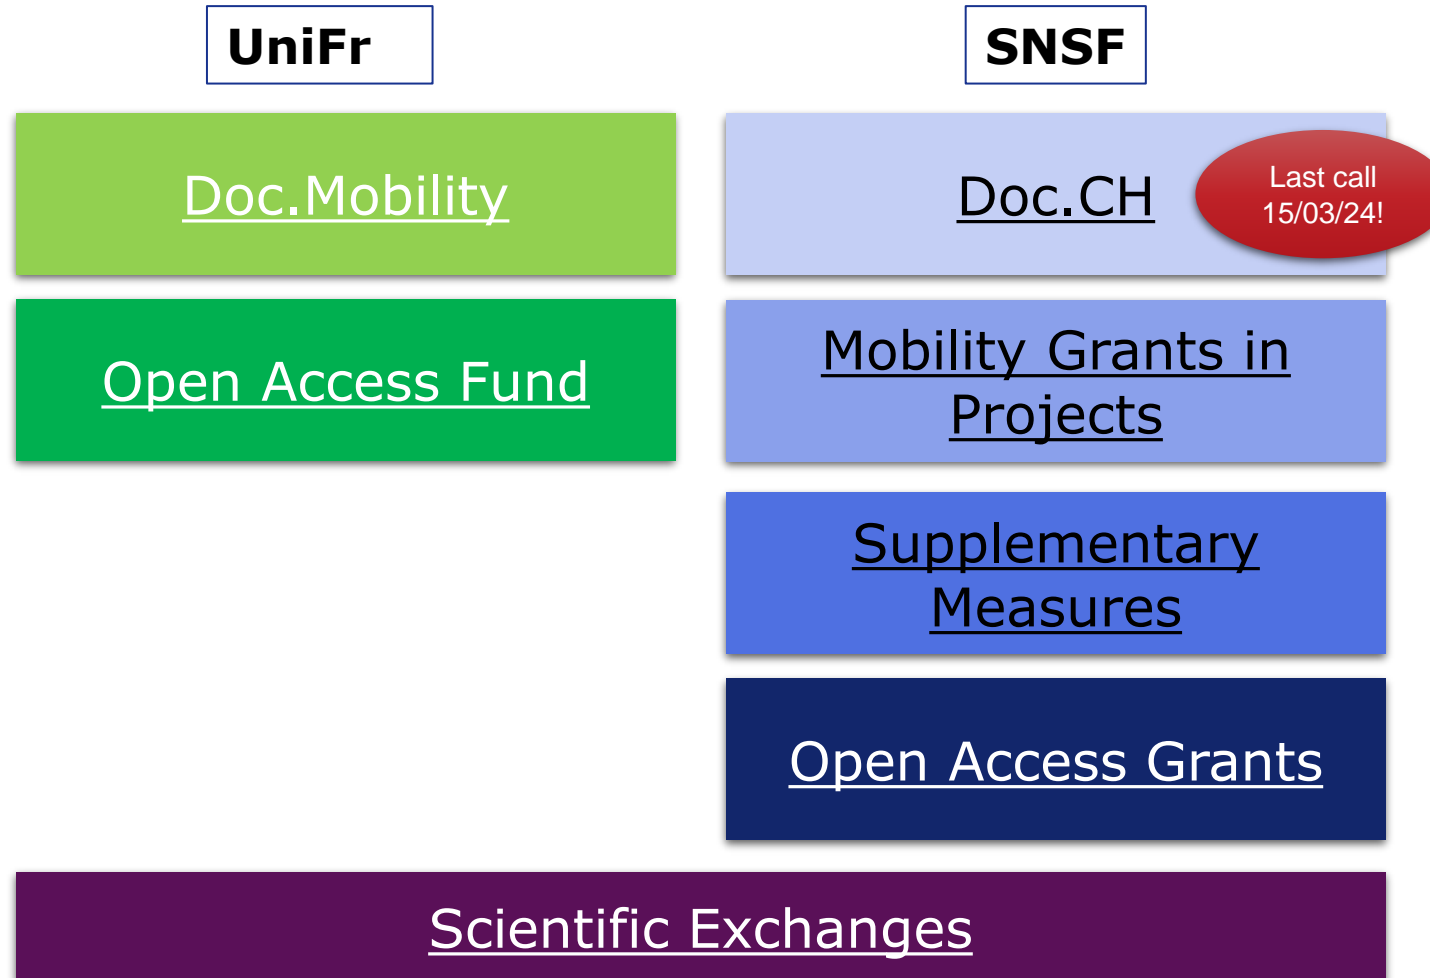 UniFr
SNSF
Doc.Mobility
Doc.CH
Last call
15/03/24!
Open Access Fund
Mobility Grants in
Projects
Supplementary
Measures
Open Access Grants
Scientific Exchanges